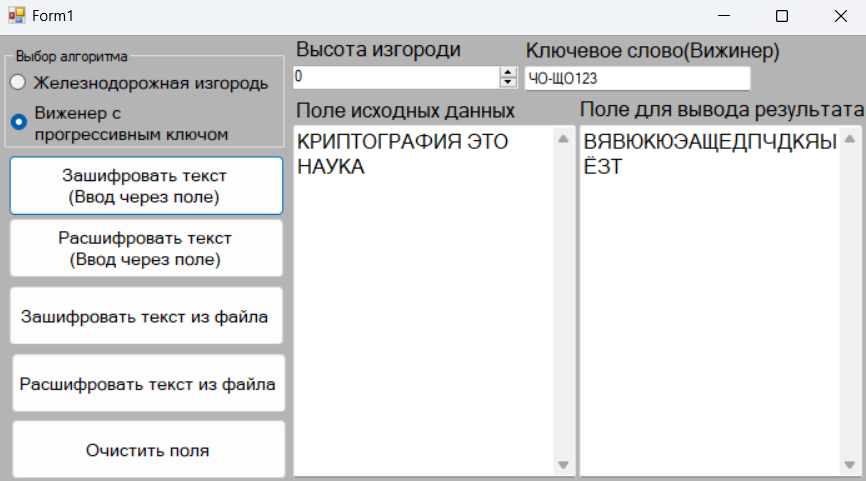 Form1
Выбор алгоритма
Железнодорожная изгородь
Виженер с
прогрессивным ключом
Зашифровать текст
(Ввод через поле)
Расшифровать текст
(Ввод через поле)
Зашифровать текст из файла
Расшифровать текст из файла
Очистить поля
Высота изгороди
0
Ключевое слово(Вижинер)
ЧО-ЩО123
Поле исходных данных
КРИПТОГРАФИЯ ЭТО
НАУКА
Поле для вывода результата
ВЯВЮКЮЭАЩЕДПЧДКЯЫ
ЁЗТ